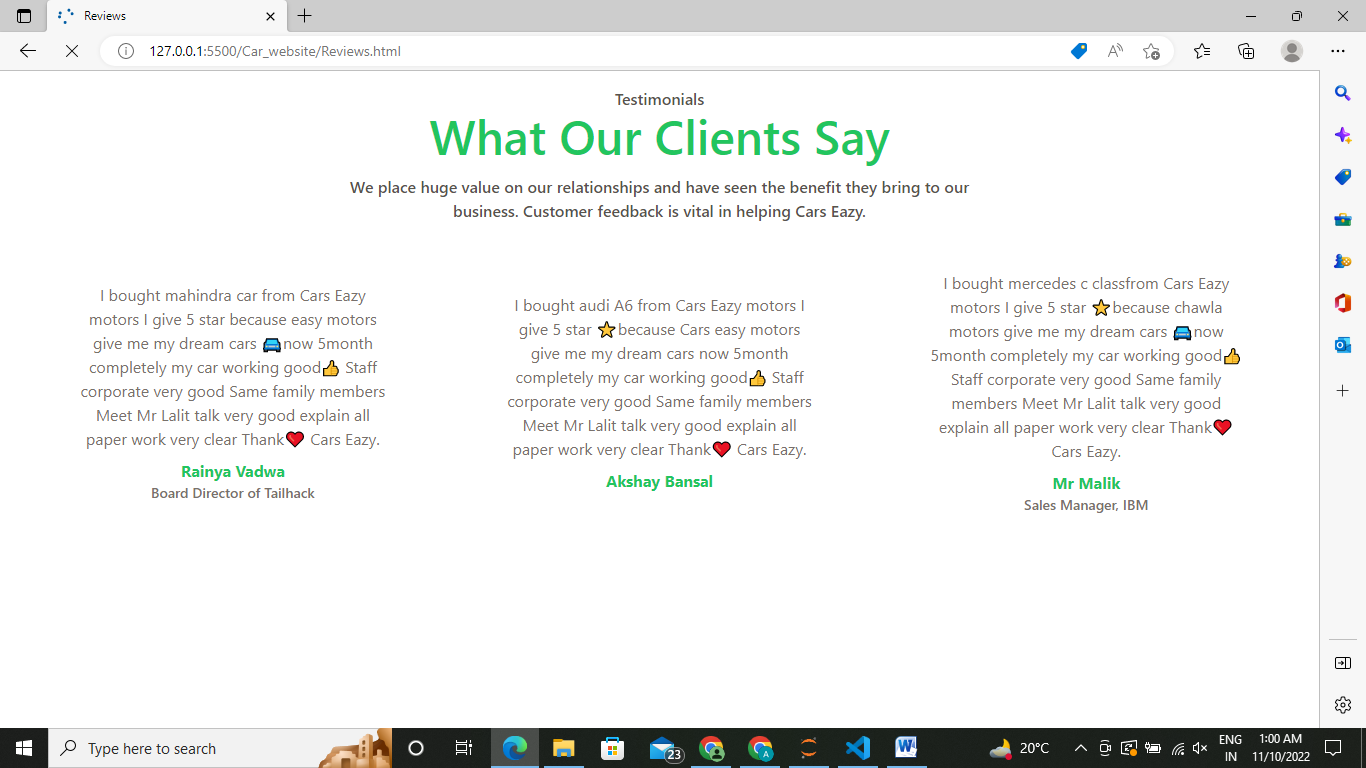 Reviews
127.0.0.1:5500/Car_website/Reviews.html
Testimonials
What Our Clients Say
We place huge value on our relationships and have seen the benefit they bring to our
business. Customer feedback is vital in helping Cars Eazy.
I bought mahindra car from Cars Eazy
motors I give 5 star because easy motors
give me my dream cars 🚘now 5month
completely my car working good👍 Staff
corporate very good Same family members
Meet Mr Lalit talk very good explain all
paper work very clear Thank❤ Cars Eazy.
Rainya Vadwa
Board Director of Tailhack
I bought audi A6 from Cars Eazy motors I
give 5 star ⭐because Cars easy motors
give me my dream cars now 5month
completely my car working good👍 Staff
corporate very good Same family members
Meet Mr Lalit talk very good explain all
paper work very clear Thank❤ Cars Eazy.
Akshay Bansal
I bought mercedes c classfrom Cars Eazy
motors I give 5 star ⭐because chawla
motors give me my dream cars 🚘now
5month completely my car working good👍
Staff corporate very good Same family
members Meet Mr Lalit talk very good
explain all paper work very clear Thank❤
Cars Eazy.
Mr Malik
Sales Manager, IBM
Type here to search
23
A
W
20°C
ENG
IN
1:00 AM
11/10/2022